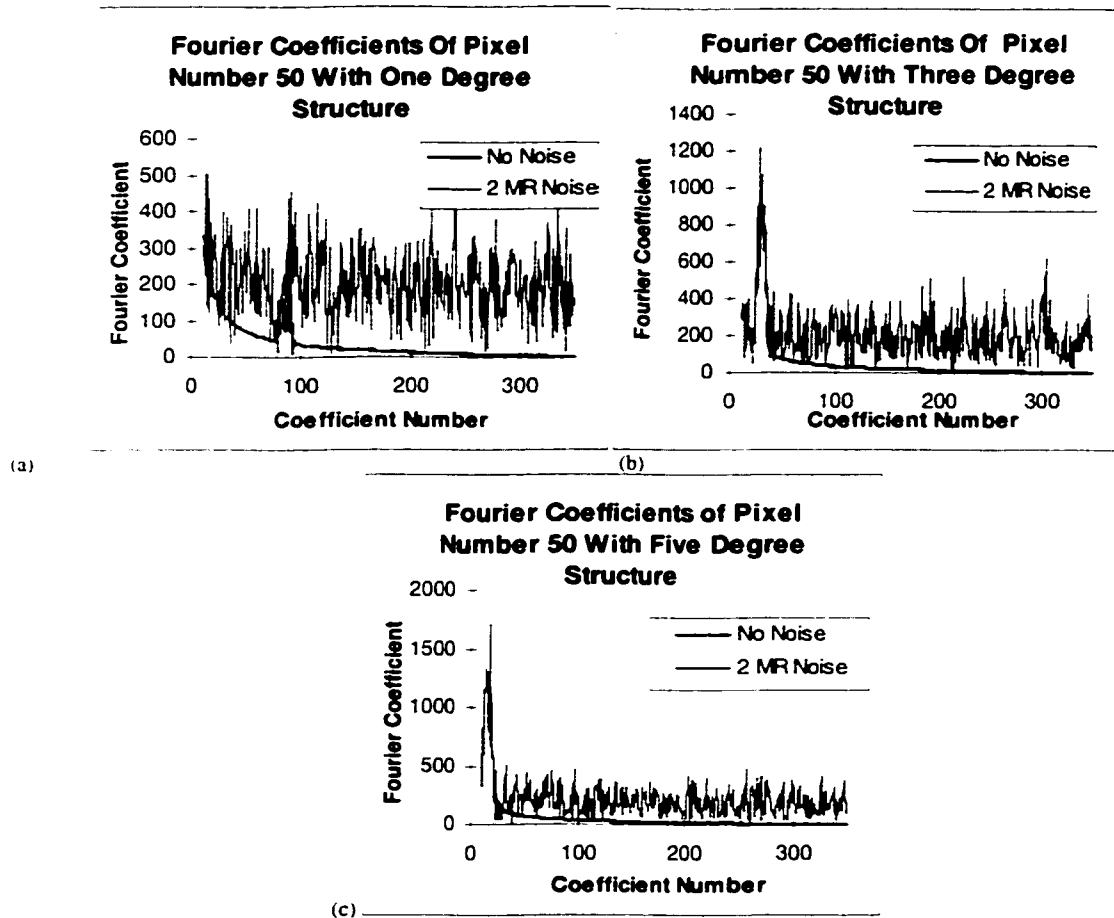 Fourier Coefficients Of Pixel
Number 50 With One Degree
Structure
600
500
400
300
200
100
0
Fourier Coefficient
No Noise
2 MR Noise
0
100
200
300
Coefficient Number
(a)
Fourier Coefficients Of Pixel
Number 50 With Three Degree
Structure
1400
1200
1000
800
600
400
200
0
Fourier Coefficient
No Noise
2 MR Noise
0
100
200
300
Coefficient Number
(b)
Fourier Coefficients of Pixel
Number 50 With Five Degree
Structure
2000
1500
1000
500
0
Fourier Coefficient
No Noise
2 MR Noise
0
100
200
300
Coefficient Number
(c)